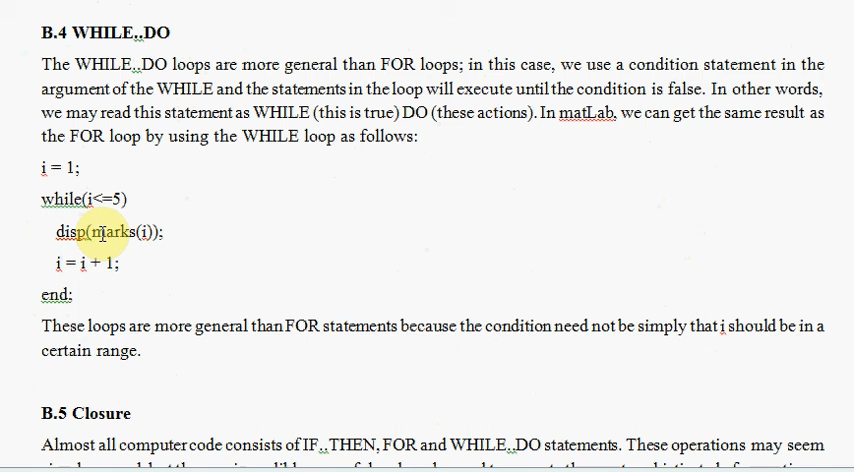 B.4 WHILE..DO
The WHILE..DO loops are more general than FOR loops; in this case, we use a condition statement in the
argument of the WHILE and the statements in the loop will execute until the condition is false. In other words,
we may read this statement as WHILE (this is true) DO (these actions). In matLab, we can get the same result as
the FOR loop by using the WHILE loop as follows:
i = 1;
while(i<=5)
disp(marks(i));
i = i + 1;
end;
These loops are more general than FOR statements because the condition need not be simply that i should be in a
certain range.
B.5 Closure
Almost all computer code consists of IF..THEN, FOR and WHILE..DO statements. These operations may seem